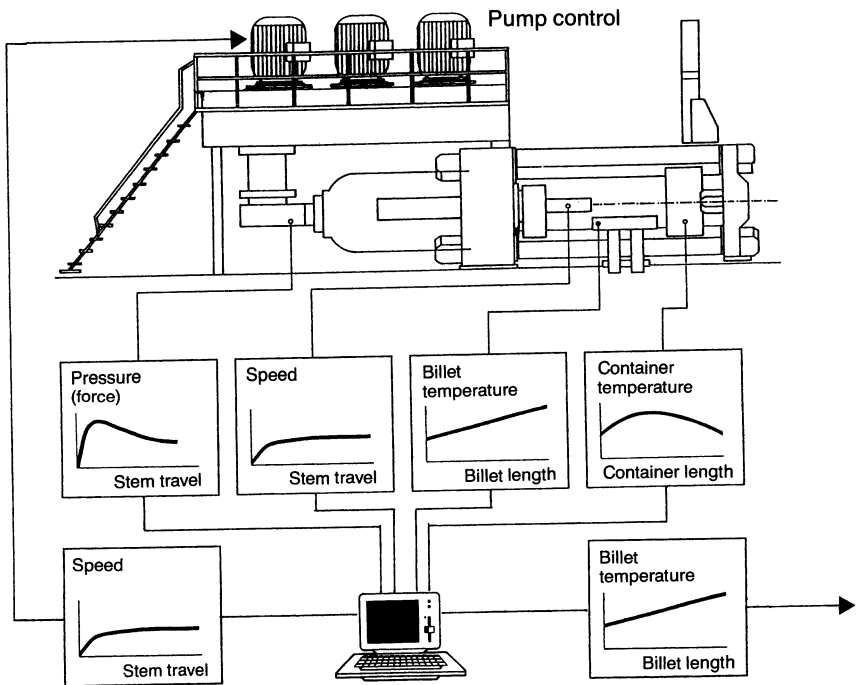 Pump control
Pressure
(force)
Stem travel
Speed
Stem travel
Billet
temperature
Billet length
Container
temperature
Container length
Speed
Stem travel
Billet
temperature
Billet length